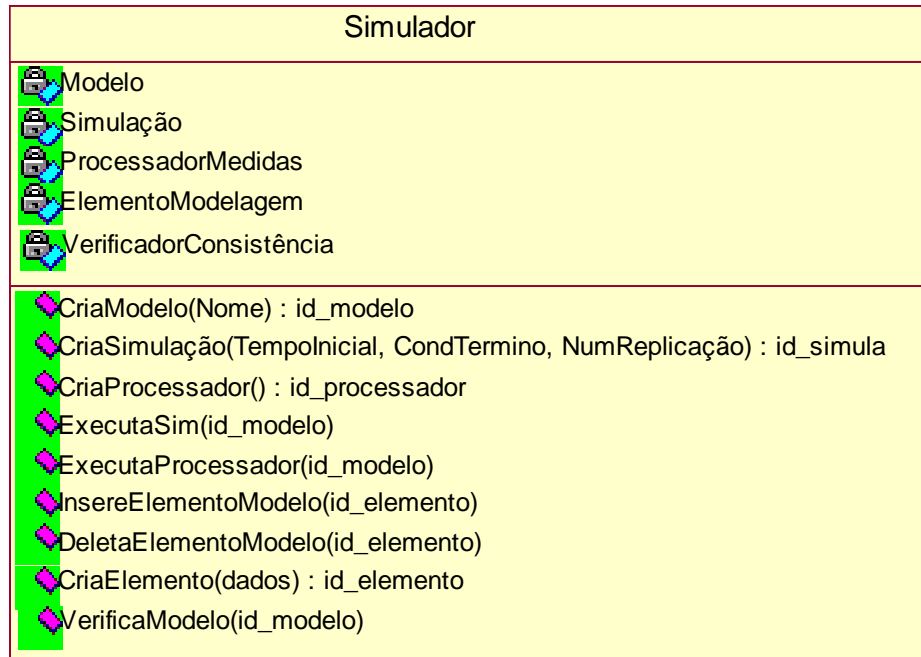 Simulador
Modelo
Simulação
ProcessadorMedidas
ElementoModelagem
VerificadorConsistência
CriaModelo(Nome) : id_modelo
CriaSimulação(TempoInicial, CondTermino, NumReplicação) : id_simula
CriaProcessador() : id_processador
ExecutaSim(id_modelo)
ExecutaProcessador(id_modelo)
InsereElementoModelo(id_elemento)
DeletaElementoModelo(id_elemento)
CriaElemento(dados) : id_elemento
VerificaModelo(id_modelo)